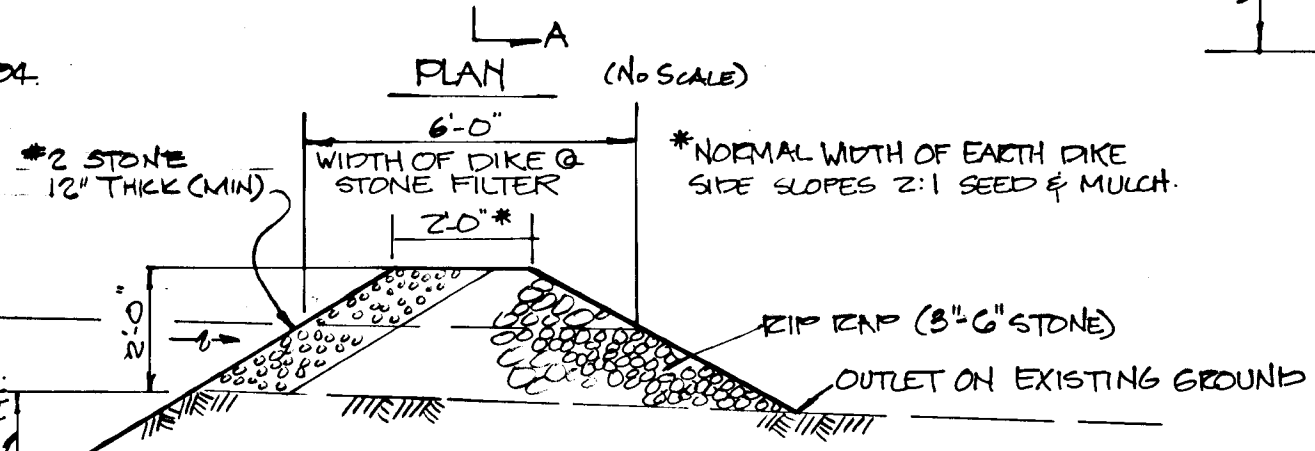 A
04.
PLAN (No SCALE)
6'-0"
#2 STONE
12" THICK (MIN)
WIDTH OF DIKE @
STONE FILTER
*NORMAL WIDTH OF EARTH DIKE
SIDE SLOPES 2:1 SEED & MULCH.
2'-0"*
2'-0"
RIP RAP (3"-6" STONE)
OUTLET ON EXISTING GROUND